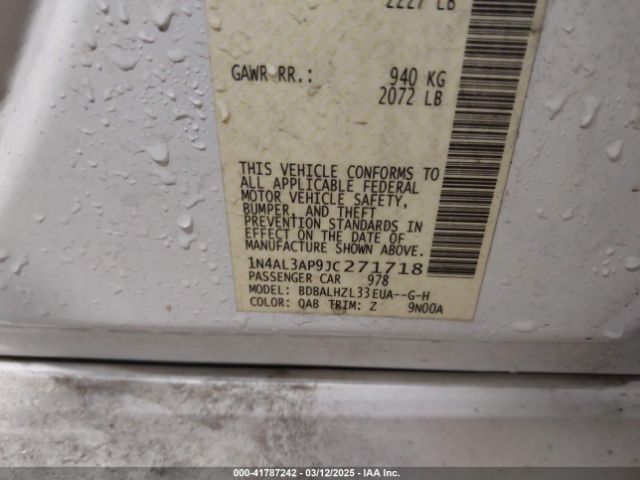 2227 LB
GAWR RR.: 940 KG
2072 LB
THIS VEHICLE CONFORMS TO
ALL APPLICABLE FEDERAL
MOTOR VEHICLE SAFETY,
BUMPER, AND THEFT
PREVENTION STANDARDS IN
EFFECT ON THE DATE OF
MANUFACTURE SHOWN ABOVE.
1N4AL3AP9JC271718
PASSENGER CAR 978
MODEL: BDBALHZL33EUA--G-H
COLOR: QAB TRIM: Z 9N00A
000-41787242 - 03/12/2025 - IAA Inc.